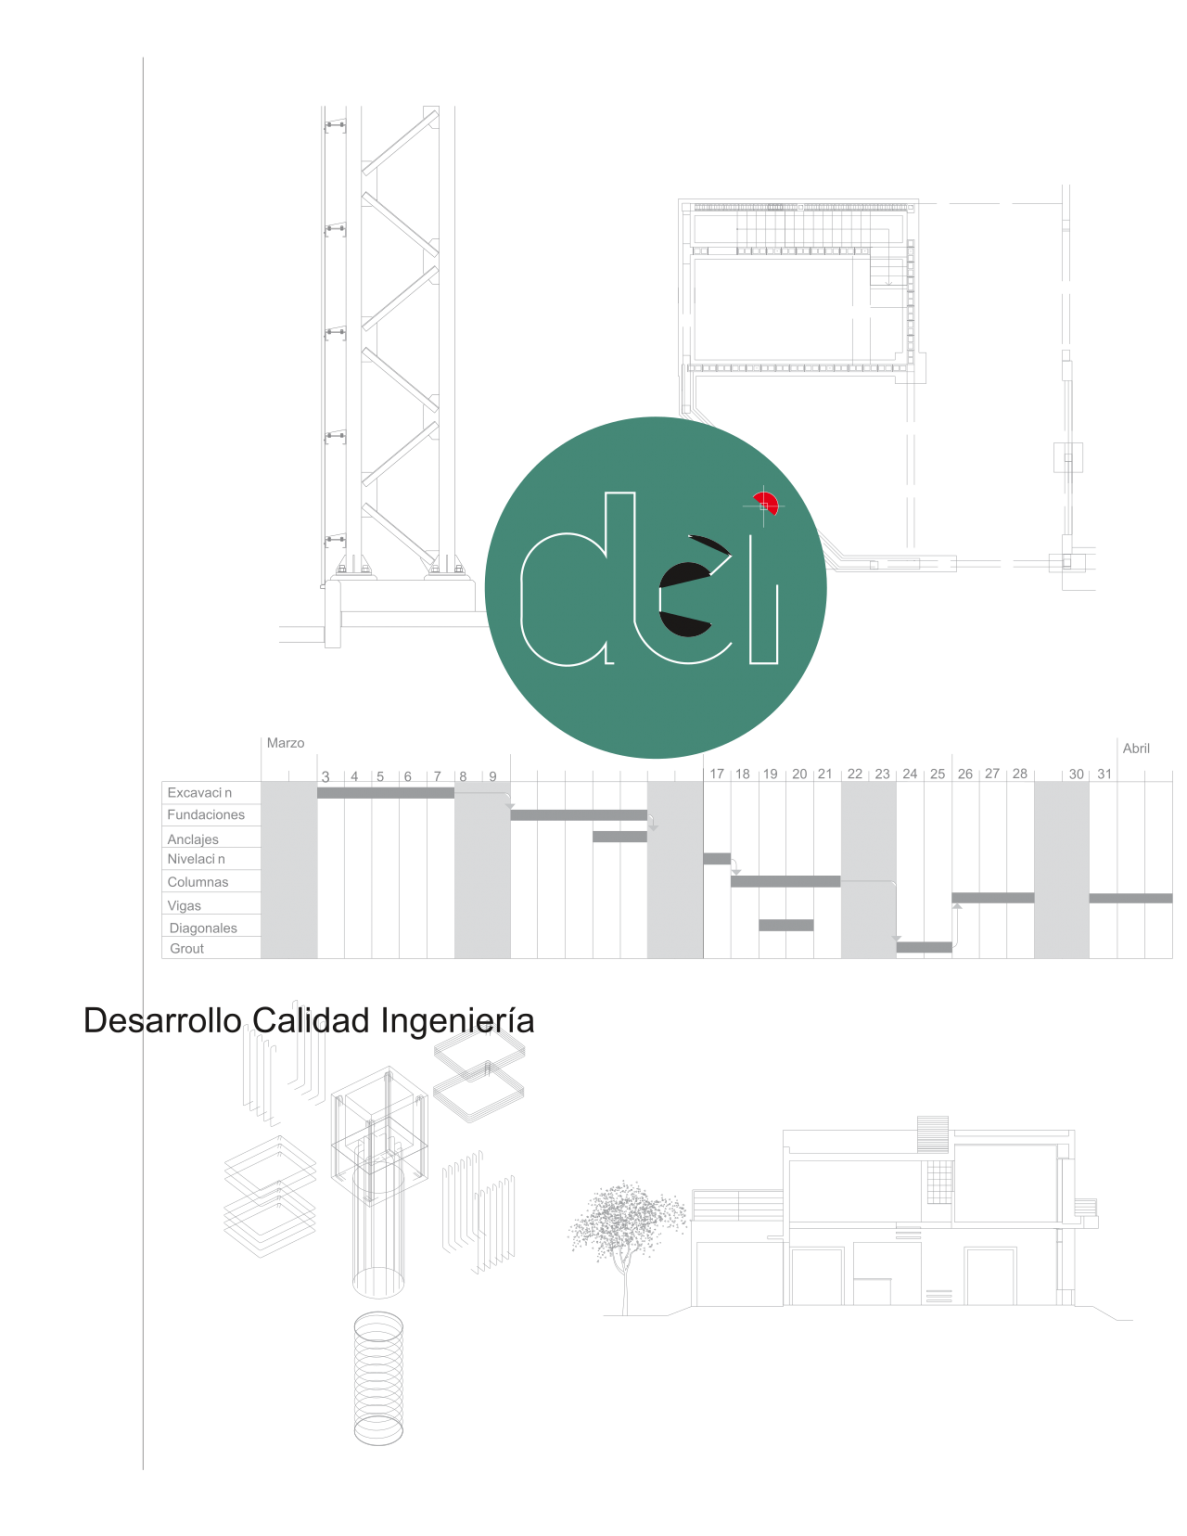 dci
Marzo
Abril
3 4 5 6 7 8 9 17 18 19 20 21 22 23 24 25 26 27 28 30 31
Excavaci n
Fundaciones
Anclajes
Nivelaci n
Columnas
Vigas
Diagonales
Grout
Desarrollo Calidad Ingeniería